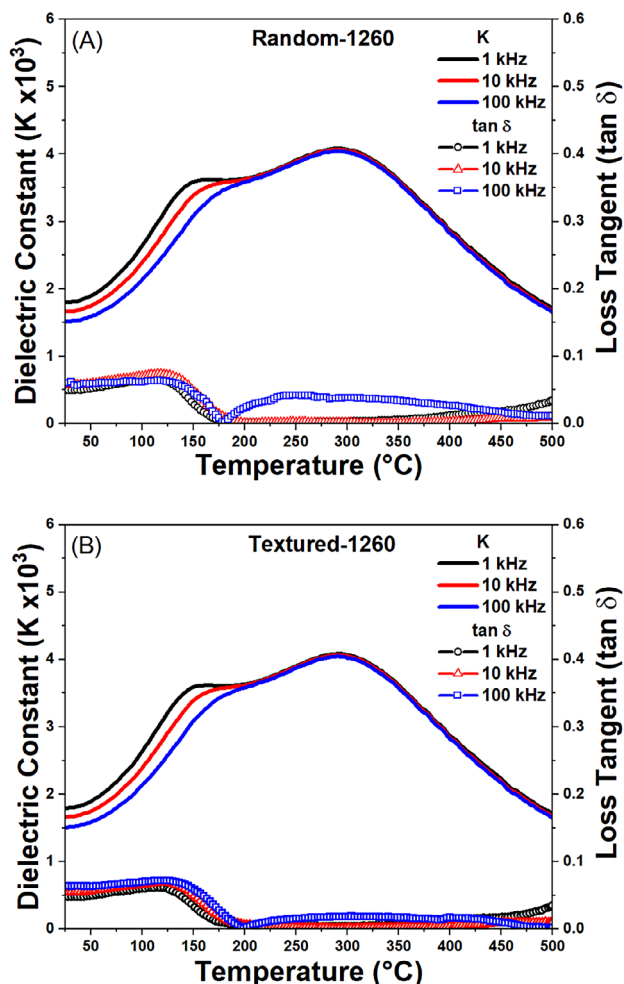 (A)
Random-1260
K
1 kHz
10 kHz
100 kHz
tan δ
1 kHz
10 kHz
100 kHz
Dielectric Constant (K x10³)
6
5
4
3
2
1
0
Loss Tangent (tan δ)
0.6
0.5
0.4
0.3
0.2
0.1
0.0
50 100 150 200 250 300 350 400 450 500
Temperature (°C)
(B)
Textured-1260
K
1 kHz
10 kHz
100 kHz
tan δ
1 kHz
10 kHz
100 kHz
Dielectric Constant (K x10³)
6
5
4
3
2
1
0
Loss Tangent (tan δ)
0.6
0.5
0.4
0.3
0.2
0.1
0.0
50 100 150 200 250 300 350 400 450 500
Temperature (°C)